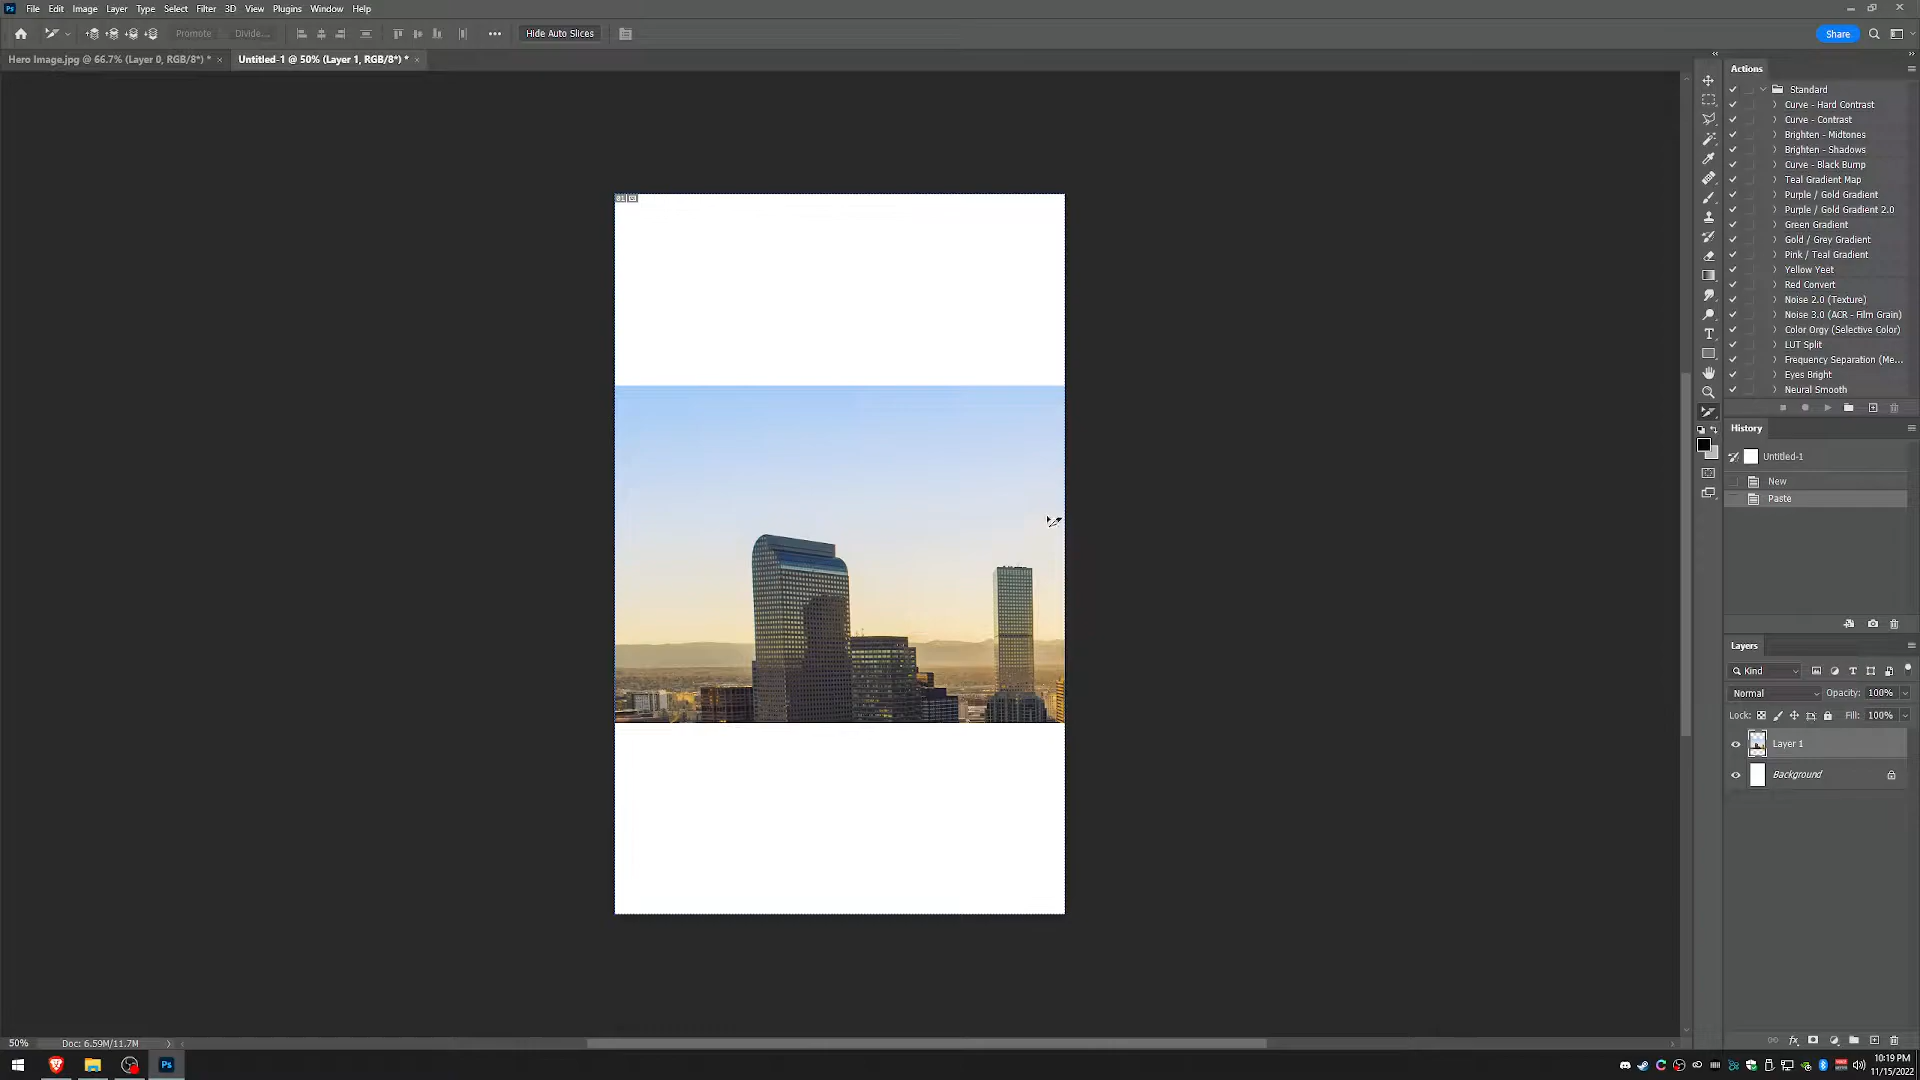 Ps File Edit Image Layer Type Select Filter 3D View Plugins Window Help
Promote Divide... Hide Auto Slices Share
Hero Image.jpg @ 66.7% (Layer 0, RGB/8*) * × Untitled-1 @ 50% (Layer 1, RGB/8*) * ×
Actions
Standard
Curve - Hard Contrast
Curve - Contrast
Brighten - Midtones
Brighten - Shadows
Curve - Black Bump
Teal Gradient Map
Purple / Gold Gradient
Purple / Gold Gradient 2.0
Green Gradient
Gold / Grey Gradient
Pink / Teal Gradient
Yellow Yeet
Red Convert
Noise 2.0 (Texture)
Noise 3.0 (ACR - Film Grain)
Color Orgy (Selective Color)
LUT Split
Frequency Separation (Me...
Eyes Bright
Neural Smooth
History
Untitled-1
New
Paste
Layers
Kind
Normal Opacity: 100%
Lock: Fill: 100%
Layer 1
Background
01
50% Doc: 6.59M/11.7M
Ps
10:19 PM
11/15/2022